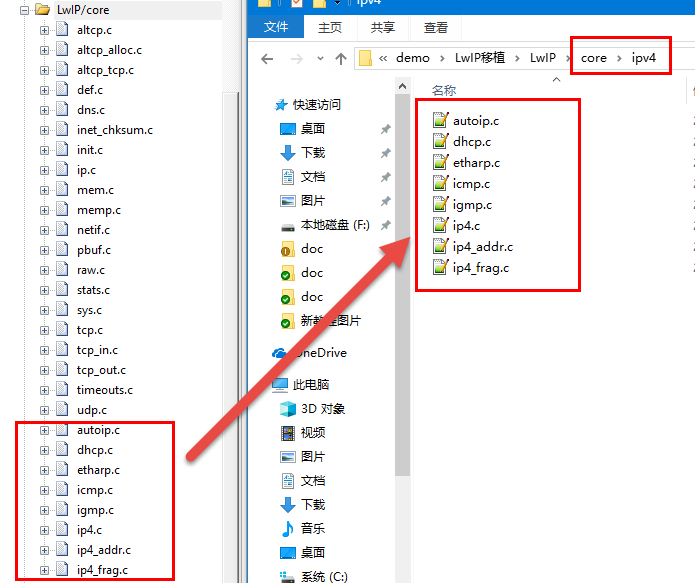 LwIP/core
altcp.c
altcp_alloc.c
altcp_tcp.c
def.c
dns.c
inet_chksum.c
init.c
ip.c
mem.c
memp.c
netif.c
pbuf.c
raw.c
stats.c
sys.c
tcp.c
tcp_in.c
tcp_out.c
timeouts.c
udp.c
autoip.c
dhcp.c
etharp.c
icmp.c
igmp.c
ip4.c
ip4_addr.c
ip4_frag.c
ipv4
文件 主页 共享 查看
« demo › LwIP移植 › LwIP › core › ipv4
快速访问
桌面
下载
文档
图片
本地磁盘 (F:)
doc
doc
doc
新教程图片
OneDrive
此电脑
3D 对象
视频
图片
文档
下载
音乐
桌面
系统 (C:)
名称
autoip.c
dhcp.c
etharp.c
icmp.c
igmp.c
ip4.c
ip4_addr.c
ip4_frag.c